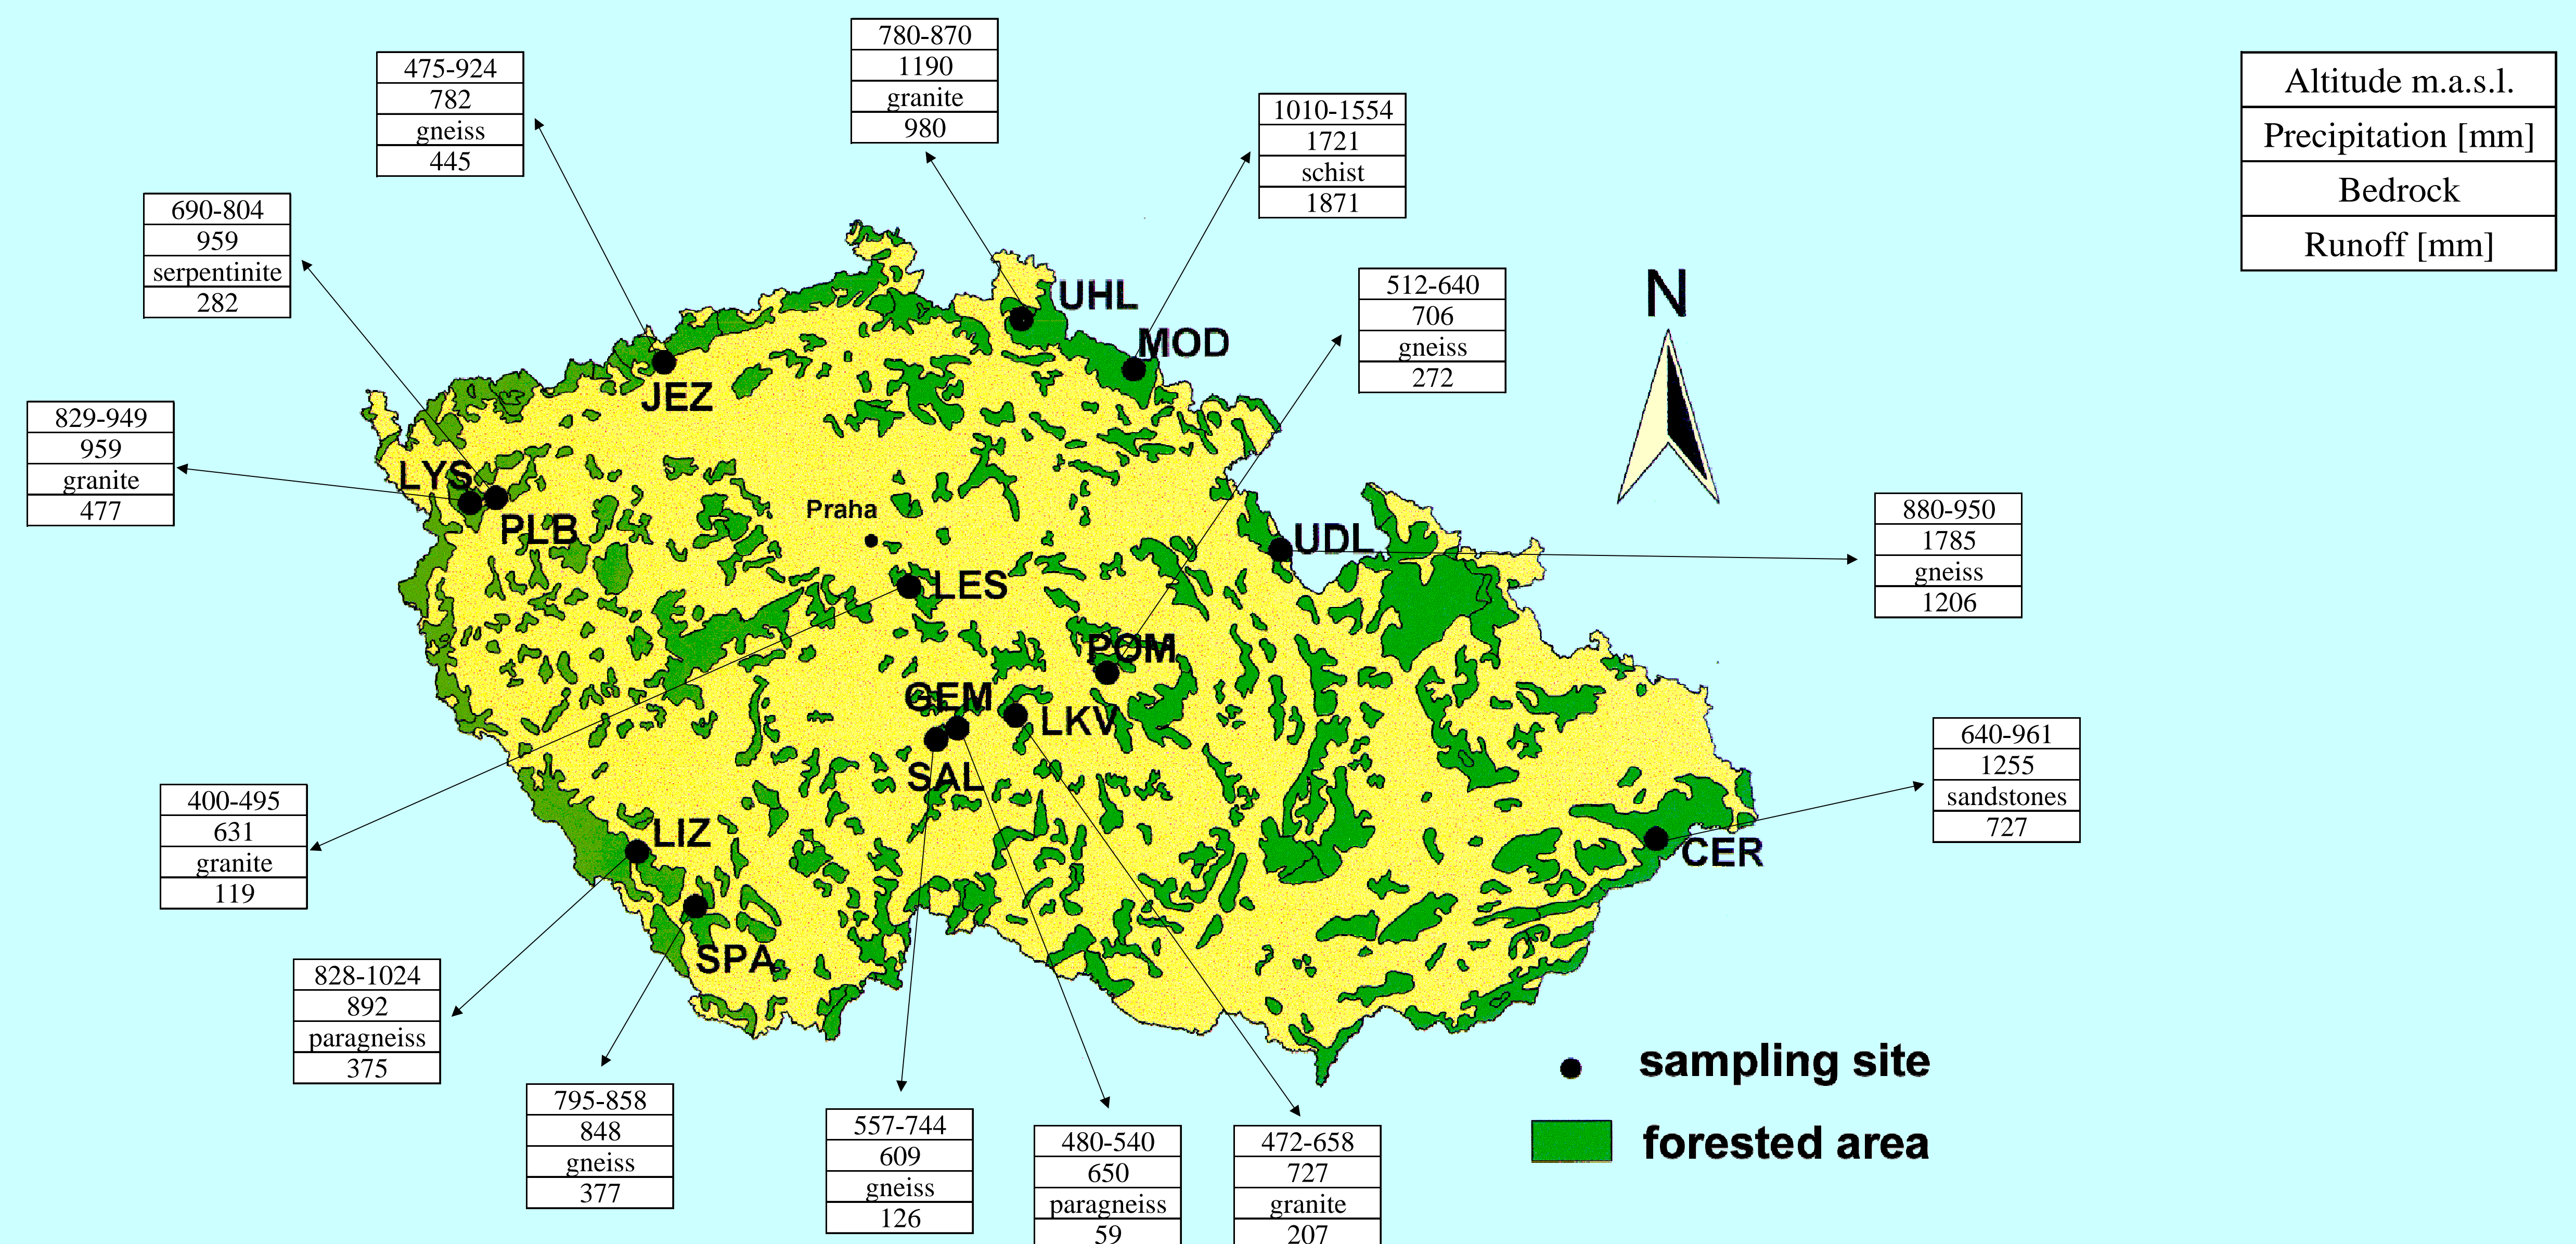 780-870
1190
granite
980
475-924
782
gneiss
445
Altitude m.a.s.l.
Precipitation [mm]
Bedrock
Runoff [mm]
1010-1554
1721
schist
1871
690-804
959
serpentinite
282
512-640
706
gneiss
272
N
UHL
MOD
JEZ
829-949
959
granite
477
LYS
PLB
Praha
UDL
880-950
1785
gneiss
1206
LES
POM
GEM
LKV
SAL
640-961
1255
sandstones
727
400-495
631
granite
119
LIZ
CER
SPA
828-1024
892
paragneiss
375
795-858
848
gneiss
377
557-744
609
gneiss
126
480-540
650
paragneiss
59
472-658
727
granite
207
sampling site
forested area